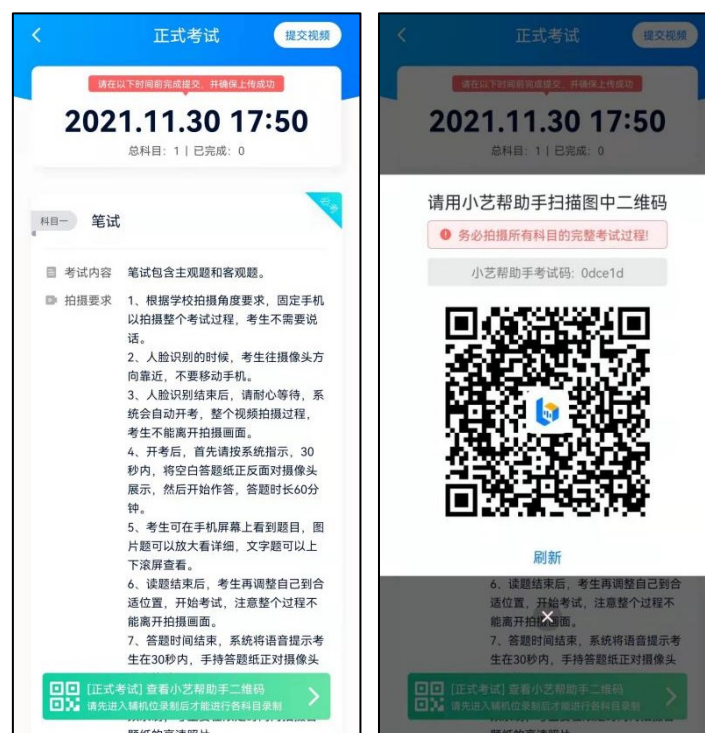 正式考试
提交视频
请在以下时间前完成提交，并确保上传成功
2021.11.30 17:50
总科目：1 | 已完成：0
必考
科目一
笔试
考试内容
笔试包含主观题和客观题。
拍摄要求
1、根据学校拍摄角度要求，固定手机
以拍摄整个考试过程，考生不需要说
话。
2、人脸识别的时候，考生往摄像头方
向靠近，不要移动手机。
3、人脸识别结束后，请耐心等待，系
统会自动开考，整个视频拍摄过程，
考生不能离开拍摄画面。
4、开考后，首先请按系统指示，30
秒内，将空白答题纸正反面对摄像头
展示，然后开始作答，答题时长60分
钟。
5、考生可在手机屏幕上看到题目，图
片题可以放大看详细，文字题可以上
下滚屏查看。
6、读题结束后，考生再调整自己到合
适位置，开始考试，注意整个过程不
能离开拍摄画面。
7、答题时间结束，系统将语音提示考
生在30秒内，手持答题纸正对摄像头
[正式考试] 查看小艺帮助手二维码
请先进入辅机位录制后才能进行各科目录制
正式考试
提交视频
请在以下时间前完成提交，并确保上传成功
2021.11.30 17:50
总科目：1 | 已完成：0
请用小艺帮助手扫描图中二维码
务必拍摄所有科目的完整考试过程!
小艺帮助手考试码：0dce1d
刷新
6、读题结束后，考生再调整自己到合
适位置，开始考试，注意整个过程不
能离开拍摄画面。
7、答题时间结束，系统将语音提示考
生在30秒内，手持答题纸正对摄像头
[正式考试] 查看小艺帮助手二维码
请先进入辅机位录制后才能进行各科目录制